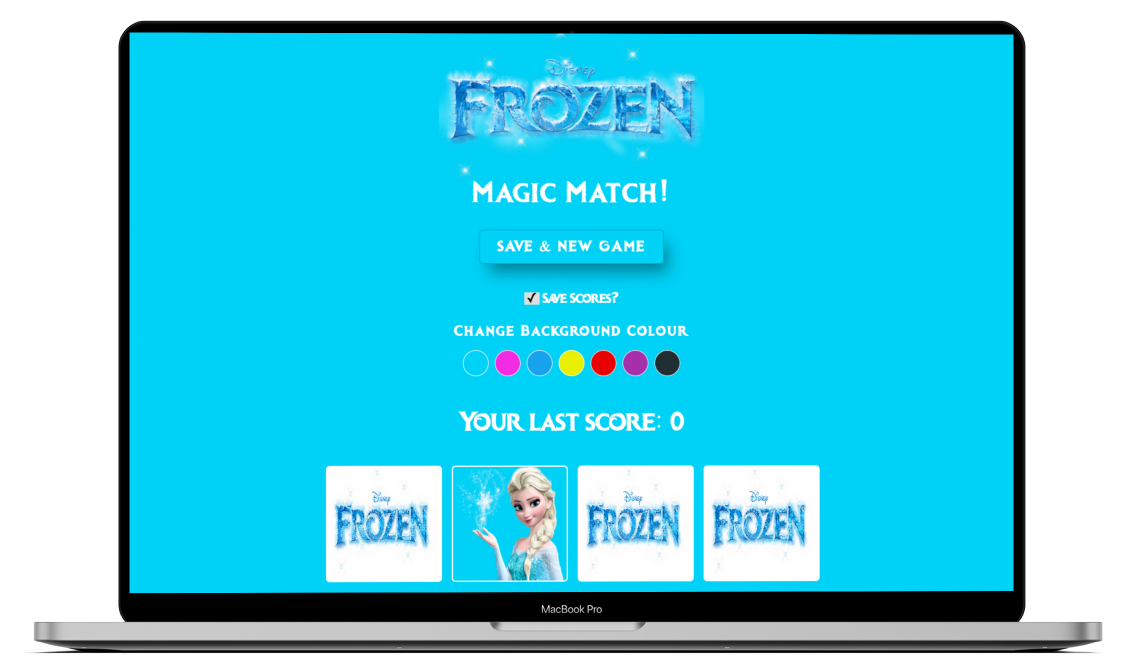 Disney
FROZEN
Magic Match!
SAVE & NEW GAME
Save Scores?
Change Background Colour
Your last score: 0
Disney
FROZEN
Disney
FROZEN
Disney
FROZEN
MacBook Pro